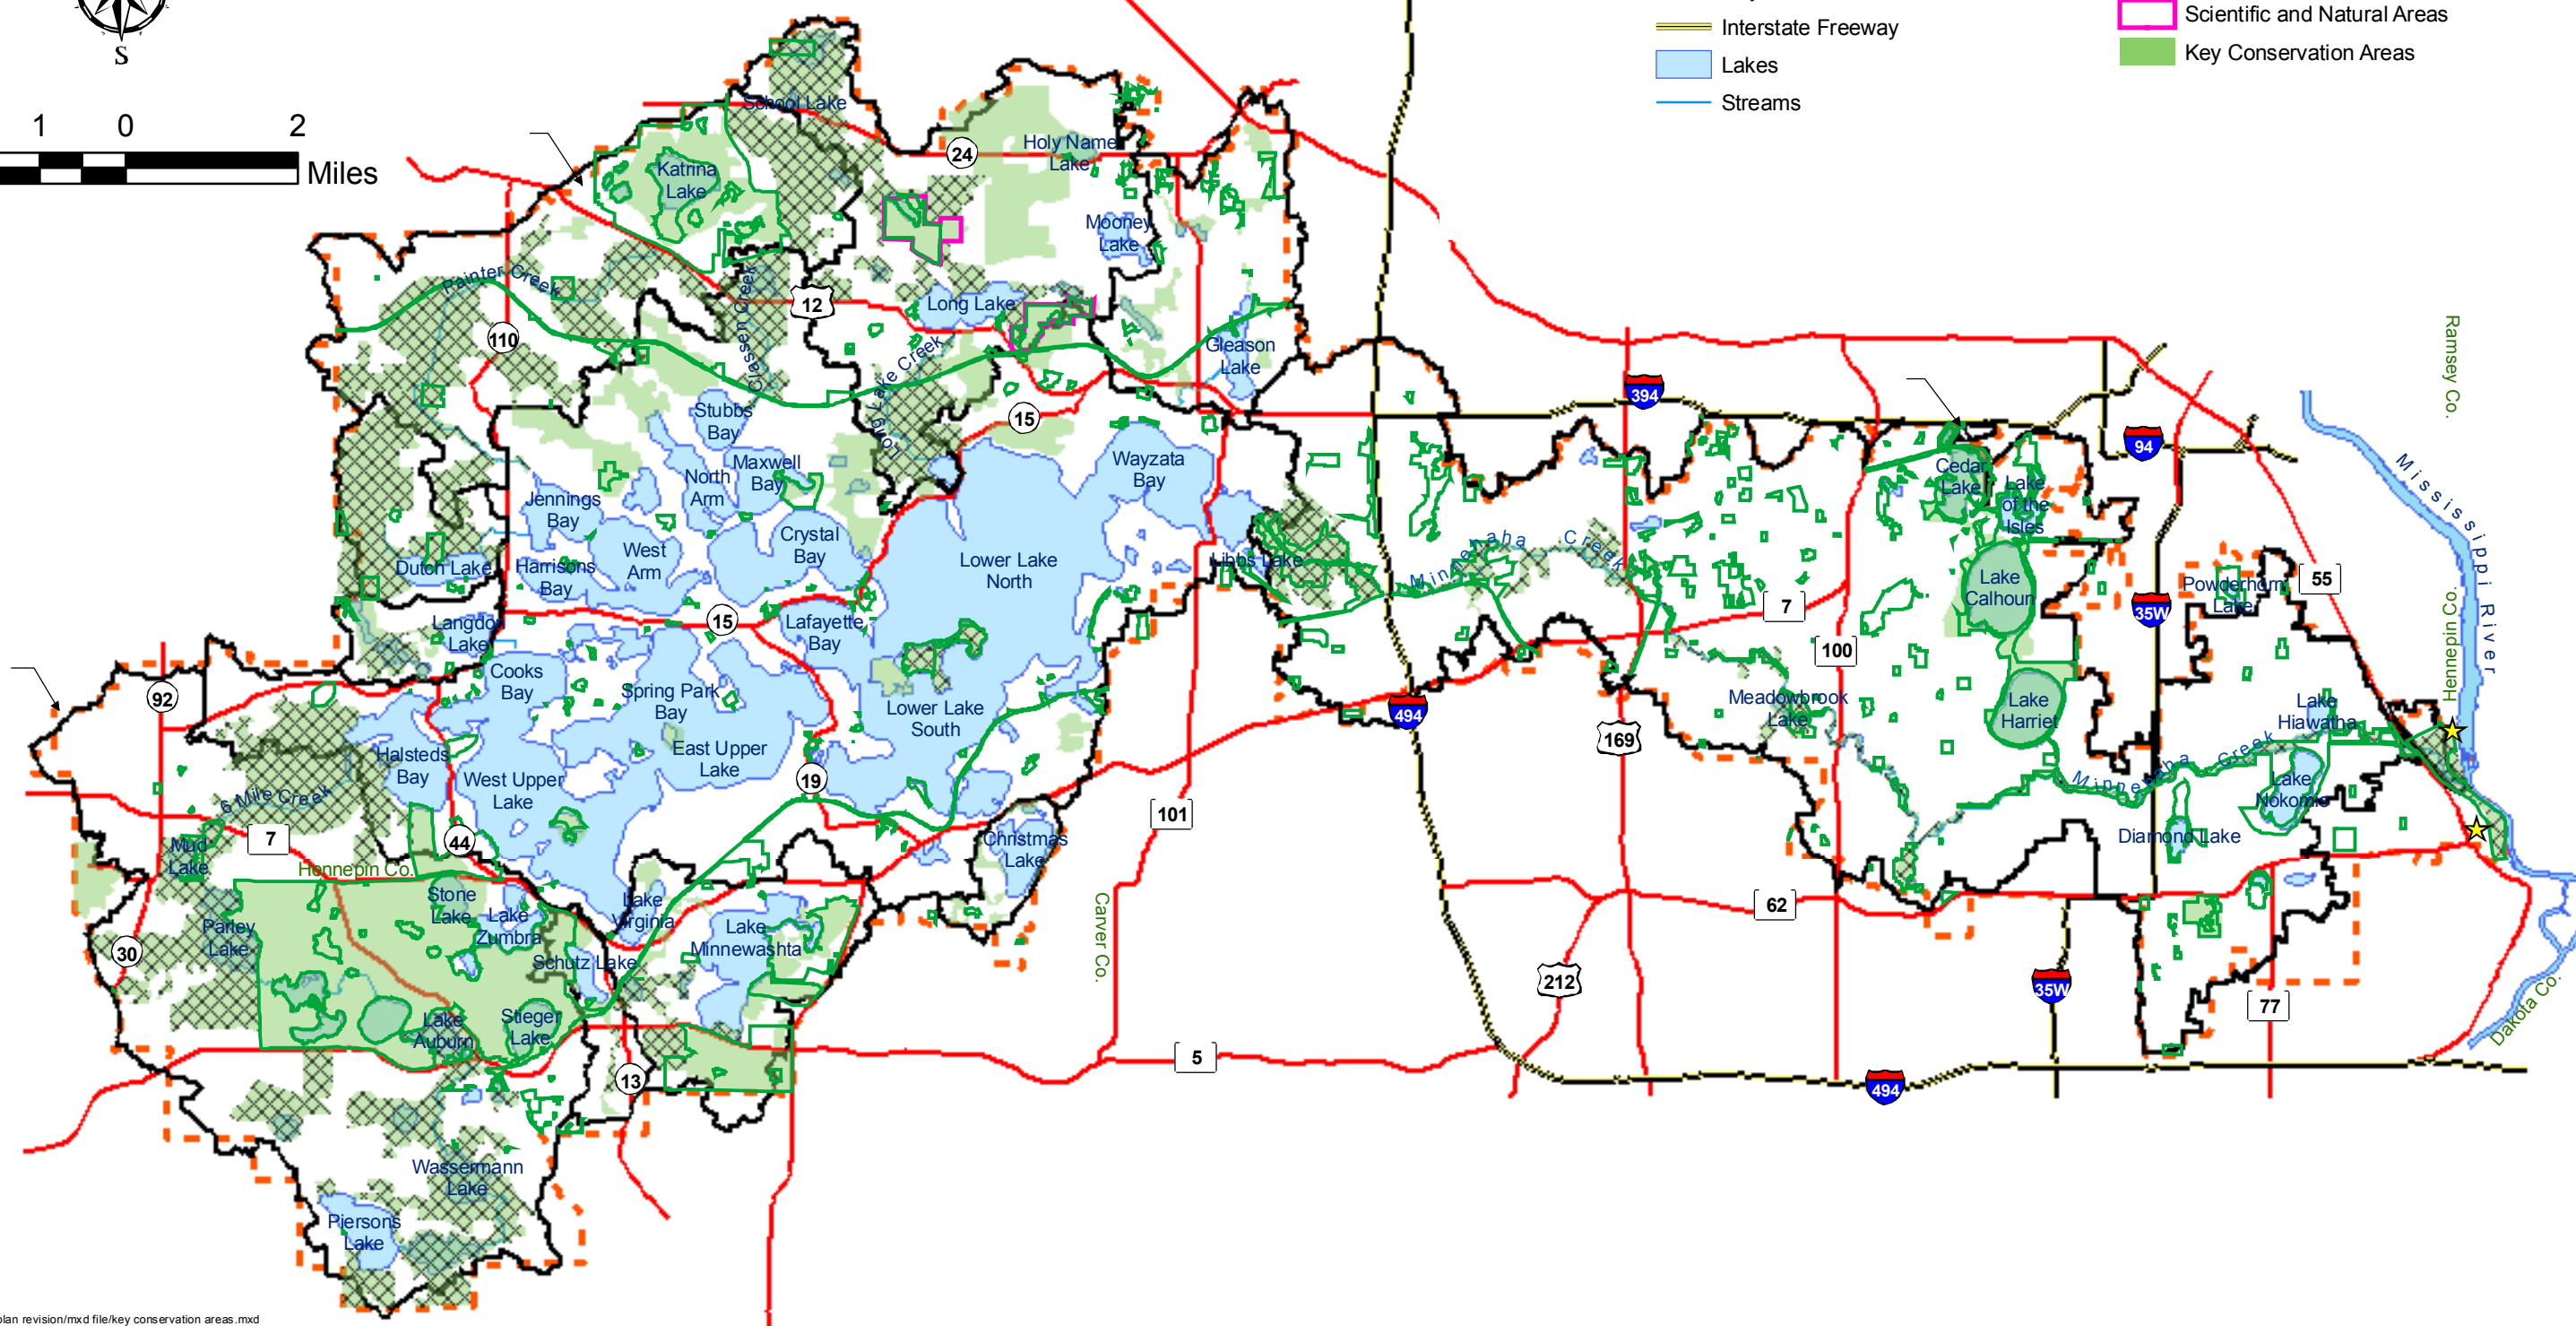 S
1 0 2
Miles
Interstate Freeway
Lakes
Streams
Scientific and Natural Areas
Key Conservation Areas
School Lake
Katrina
Lake
24
Holy Name
Lake
Mooney
Lake
Painter Creek
Classen Creek
12
Long Lake
110
Long Lake Creek
Gleason
Lake
15
Stubbs
Bay
Maxwell
Bay
North
Arm
Wayzata
Bay
Jennings
Bay
West
Arm
Crystal
Bay
Lower Lake
North
Dutch Lake
Harrisons
Bay
Libbs Lake
Langdon
Lake
15
Lafayette
Bay
Cooks
Bay
Spring Park
Bay
Lower Lake
South
92
Halsteds
Bay
West Upper
Lake
East Upper
Lake
19
6 Mile Creek
7
44
Mud
Lake
Hennepin Co.
Christmas
Lake
101
Stone
Lake
Lake
Zumbra
Lake
Virginia
Lake
Minnewashta
Parley
Lake
30
Schutz Lake
Carver Co.
Lake
Auburn
Stieger
Lake
13
5
Wassermann
Lake
Piersons
Lake
394
94
Ramsey Co.
Cedar
Lake
Lake
of the
Isles
Mississippi River
Minnehaha Creek
Lake
Calhoun
7
35W
Powderhorn
Lake
55
Hennepin Co.
100
494
169
Meadowbrook
Lake
Lake
Harriet
Lake
Hiawatha
Minnehaha Creek
Lake
Nokomis
Diamond Lake
62
212
35W
77
Dakota Co.
494
plan revision/mxd file/key conservation areas.mxd